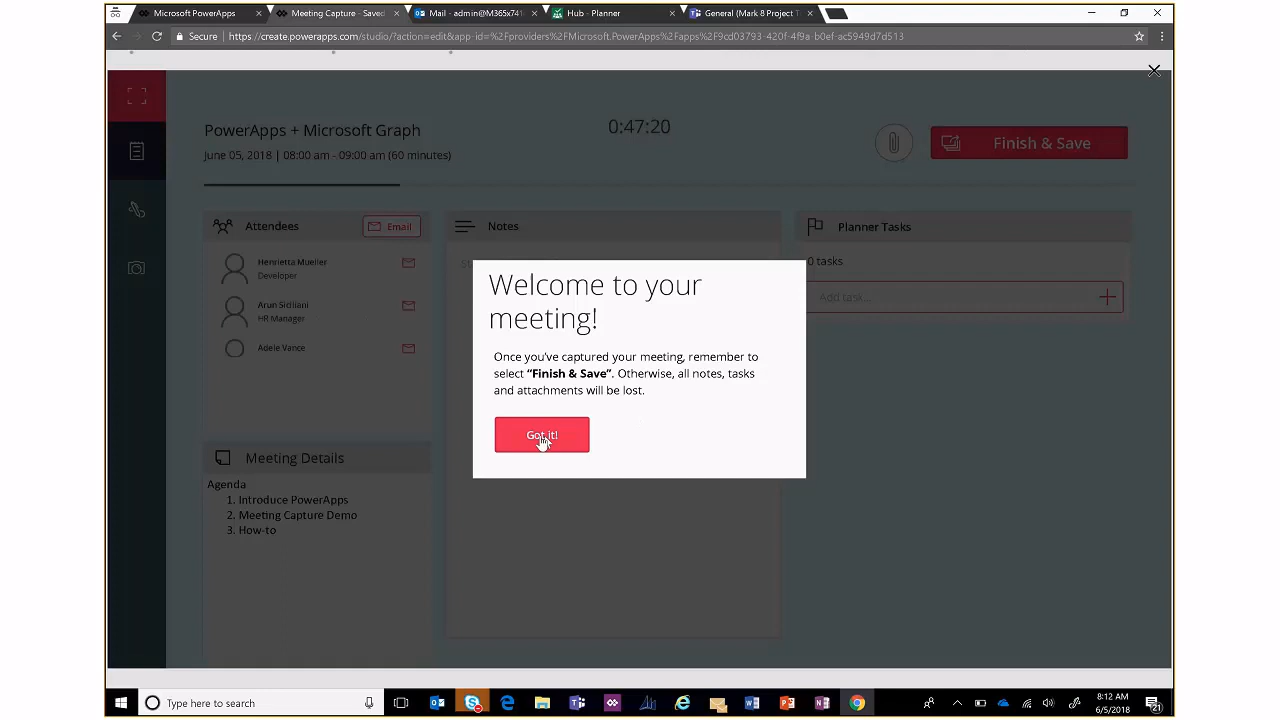 Microsoft PowerApps
Meeting Capture - Saved
Mail - admin@M365x741
Hub - Planner
General (Mark 8 Project T
Secure
https://create.powerapps.com/studio/?action=edit&app-id=%2Fproviders%2FMicrosoft.PowerApps%2Fapps%2F9cd03793-420f-4f9a-b0ef-ac5949d7d513
PowerApps + Microsoft Graph
0:47:20
Finish & Save
June 05, 2018 | 08:00 am - 09:00 am (60 minutes)
Attendees
Email
Notes
Planner Tasks
Henrietta Mueller
Developer
0 tasks
Add task...
Arun Siciliani
HR Manager
Adele Vance
Welcome to your
meeting!
Once you've captured your meeting, remember to
select "Finish & Save". Otherwise, all notes, tasks
and attachments will be lost.
Got it!
Meeting Details
Agenda
1. Introduce PowerApps
2. Meeting Capture Demo
3. How-to
Type here to search
8:12 AM
6/5/2018
21